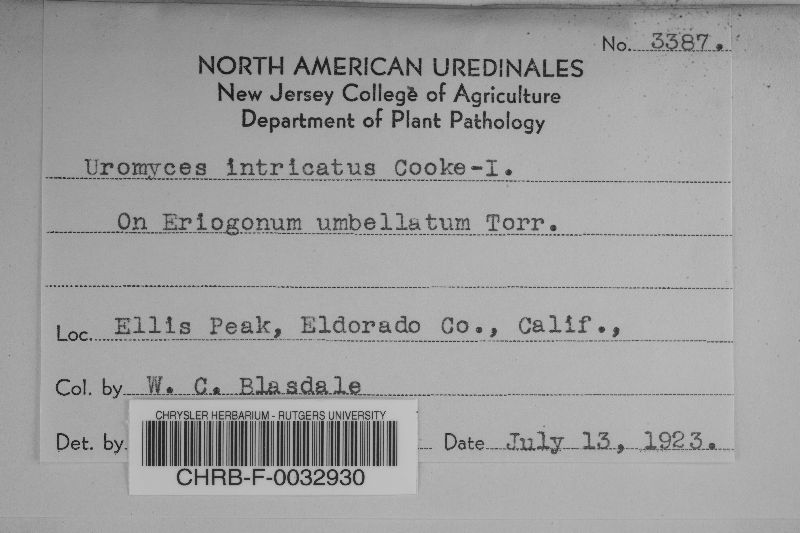 No. 3387.
NORTH AMERICAN UREDINALES
New Jersey College of Agriculture
Department of Plant Pathology
Uromyces intricatus Cooke-I.
On Eriogonum umbellatum Torr.
Loc. Ellis Peak, Eldorado Co., Calif.,
Col. by W. C. Blasdale
Det. by
Date July 13, 1923.
CHRYSLER HERBARIUM - RUTGERS UNIVERSITY
CHRB-F-0032930